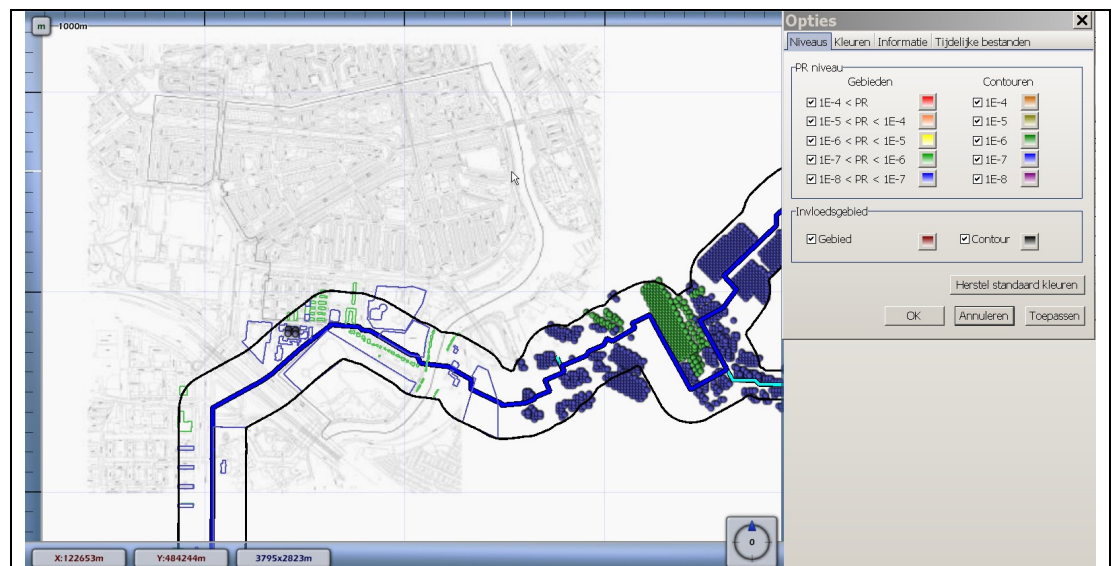 m 1000m
Opties
Niveaus Kleuren Informatie Tijdelijke bestanden
PR niveau
Gebieden Contouren
1E-4 < PR 1E-4
1E-5 < PR < 1E-4 1E-5
1E-6 < PR < 1E-5 1E-6
1E-7 < PR < 1E-6 1E-7
1E-8 < PR < 1E-7 1E-8
Invloedsgebied
Gebied Contour
Herstel standaard kleuren
OK Annuleren Toepassen
0
X:122653m Y:484244m 3795x2823m